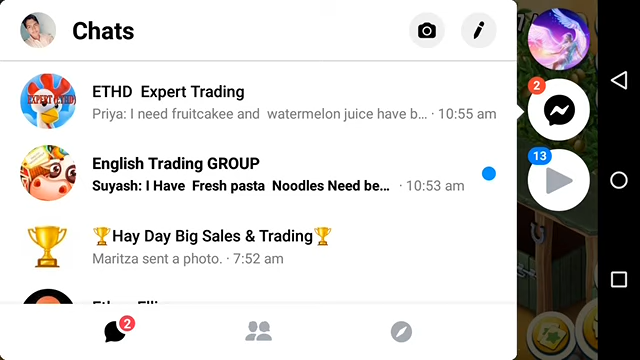 Chats
ETHD Expert Trading
Priya: I need fruitcakee and watermelon juice have b... · 10:55 am
EXPERT (ETHD)
English Trading GROUP
Suyash: I Have Fresh pasta Noodles Need be... · 10:53 am
🏆Hay Day Big Sales & Trading🏆
Maritza sent a photo. · 7:52 am
2
2
13